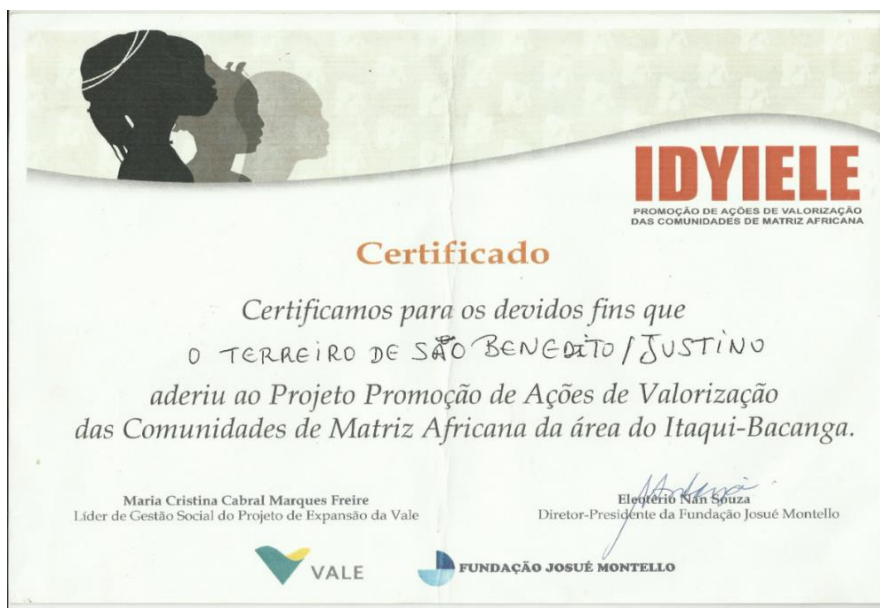 IDYIELE
PROMOÇÃO DE AÇÕES DE VALORIZAÇÃO
DAS COMUNIDADES DE MATRIZ AFRICANA
Certificado
Certificamos para os devidos fins que
O TERREIRO DE SÃO BENEDITO / JUSTINO
aderiu ao Projeto Promoção de Ações de Valorização
das Comunidades de Matriz Africana da área do Itaqui-Bacanga.
Maria Cristina Cabral Marques Freire
Líder de Gestão Social do Projeto de Expansão da Vale
Eleotério Nan Souza
Diretor-Presidente da Fundação Josué Montello
VALE
FUNDAÇÃO JOSUÉ MONTELLO